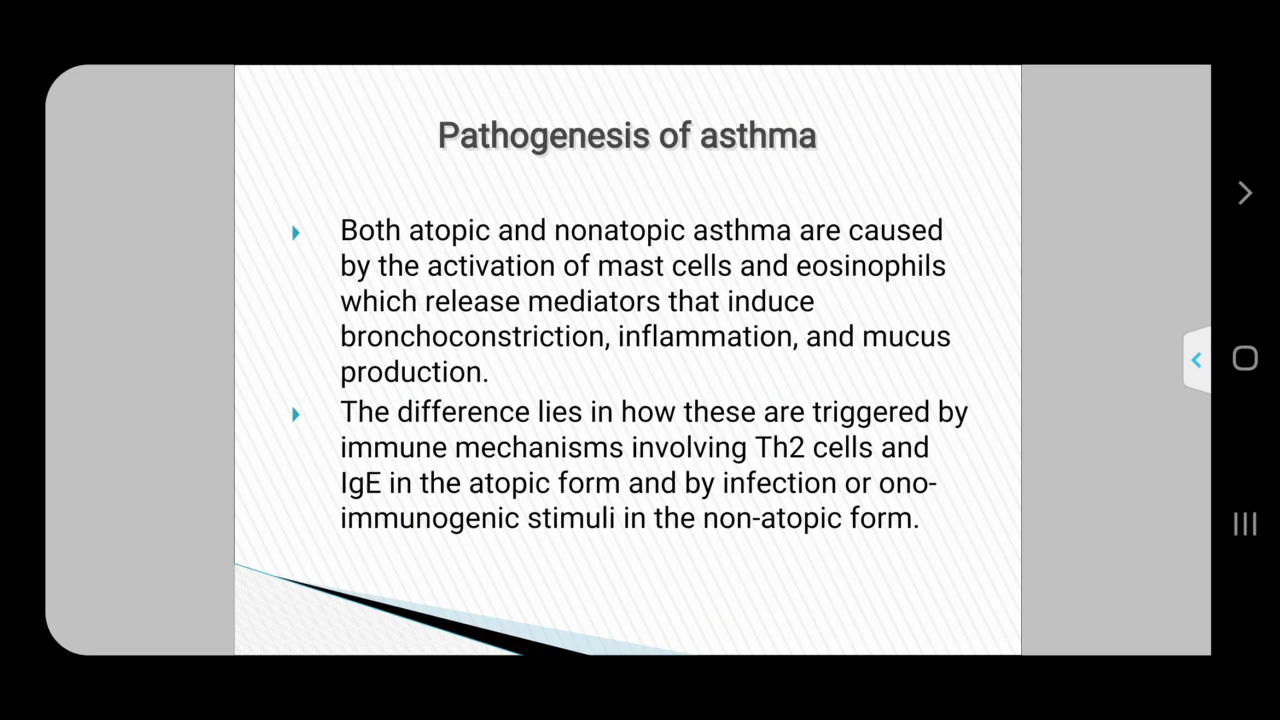 Pathogenesis of asthma
Both atopic and nonatopic asthma are caused
by the activation of mast cells and eosinophils
which release mediators that induce
bronchoconstriction, inflammation, and mucus
production.
The difference lies in how these are triggered by
immune mechanisms involving Th2 cells and
IgE in the atopic form and by infection or ono-
immunogenic stimuli in the non-atopic form.